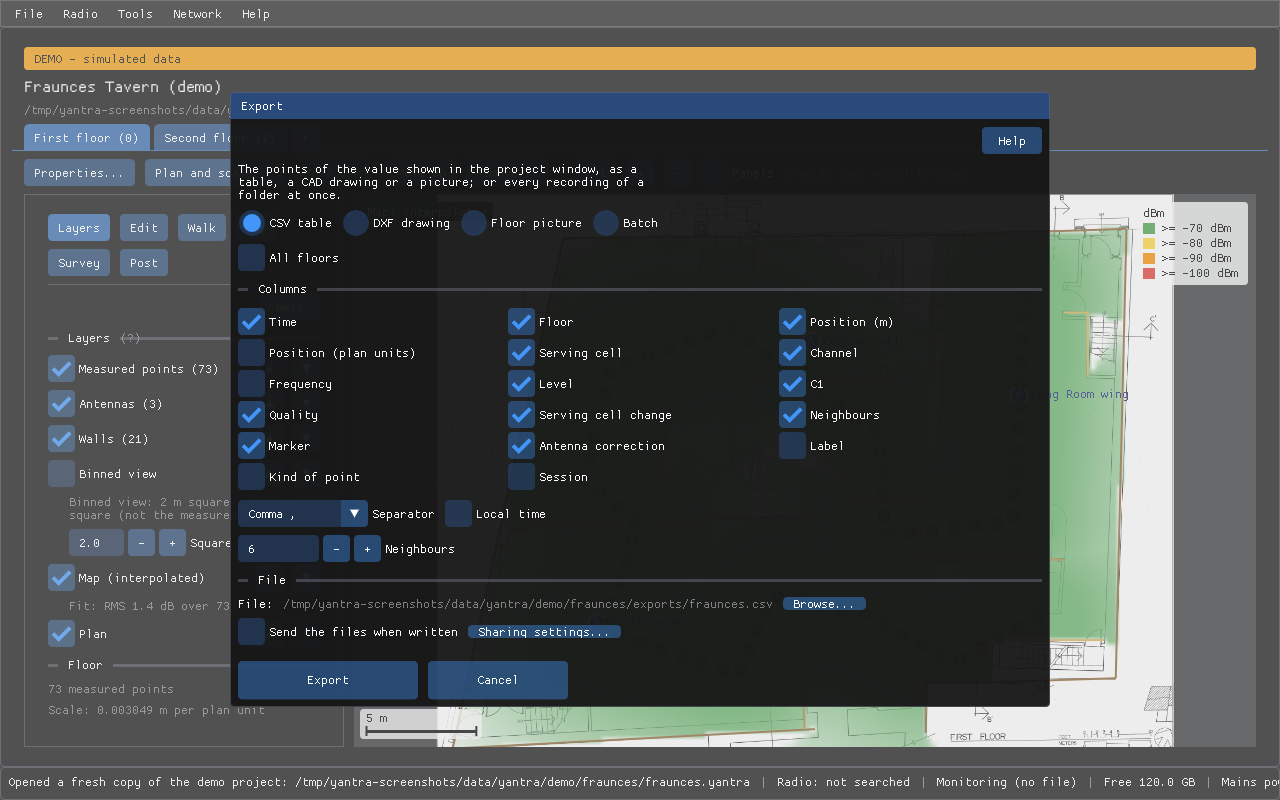 File Radio Tools Network Help
DEMO - simulated data
Fraunces Tavern (demo)
/tmp/yantra-screenshots/data/y
First floor (0) Second flo
Properties... Plan and sc
Layers Edit Walk
Survey Post
Layers (?)
Measured points (73)
Antennas (3)
Walls (21)
Binned view
Binned view: 2 m square
square (not the measure
2.0 - + Square
Map (interpolated)
Fit: RMS 1.4 dB over 73
Plan
Floor
73 measured points
Scale: 0.003049 m per plan unit
Export
Help
The points of the value shown in the project window, as a
table, a CAD drawing or a picture; or every recording of a
folder at once.
CSV table DXF drawing Floor picture Batch
All floors
Columns
Time Floor Position (m)
Position (plan units) Serving cell Channel
Frequency Level C1
Quality Serving cell change Neighbours
Marker Antenna correction Label
Kind of point Session
Comma , Separator Local time
6 - + Neighbours
File
File: /tmp/yantra-screenshots/data/yantra/demo/fraunces/exports/fraunces.csv Browse...
Send the files when written Sharing settings...
Export Cancel
dBm
>= -70 dBm
>= -80 dBm
>= -90 dBm
>= -100 dBm
Room wing
5 m
FIRST FLOOR
Opened a fresh copy of the demo project: /tmp/yantra-screenshots/data/yantra/demo/fraunces/fraunces.yantra | Radio: not searched | Monitoring (no file) | Free 120.0 GB | Mains po